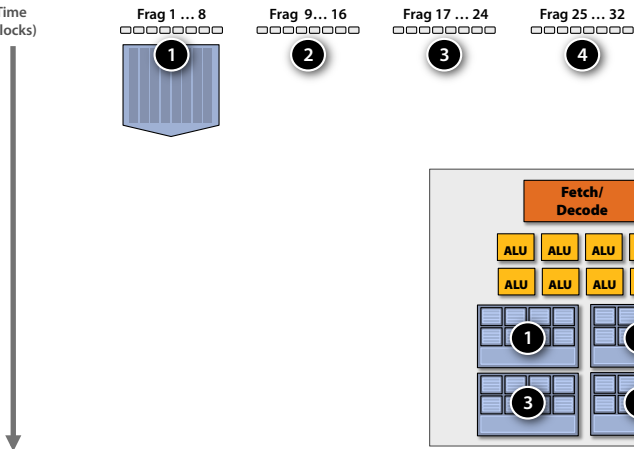 Time
locks)
Frag 1 … 8
Frag 9… 16
Frag 17 … 24
Frag 25 … 32
1
2
3
4
Fetch/
Decode
ALU ALU ALU
ALU ALU ALU
1
3